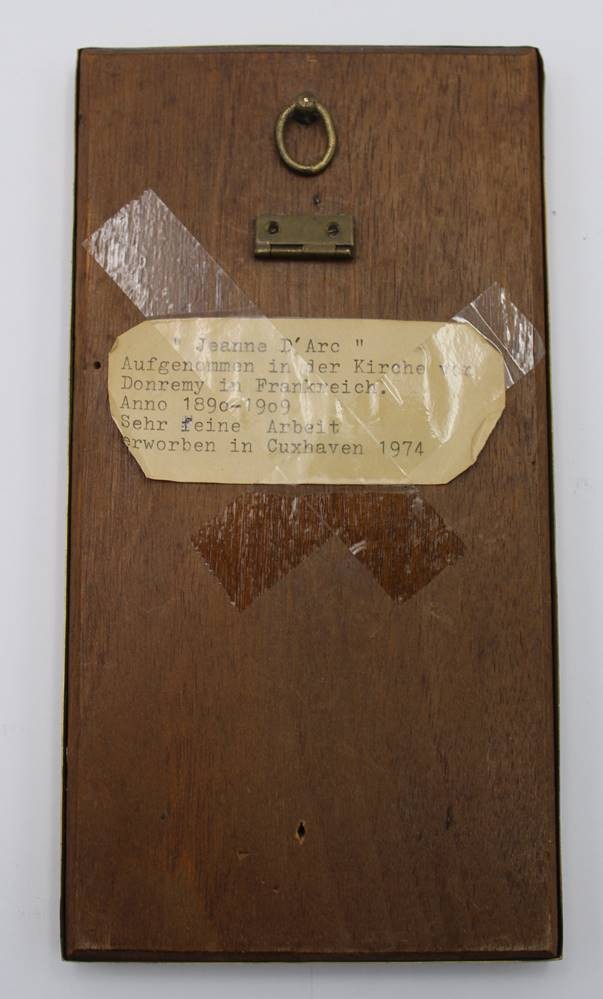 " Jeanne D'Arc "
Aufgenommen in der Kirche von
Donremy in Frankreich.
Anno 1890-1909
Sehr feine Arbeit
erworben in Cuxhaven 1974